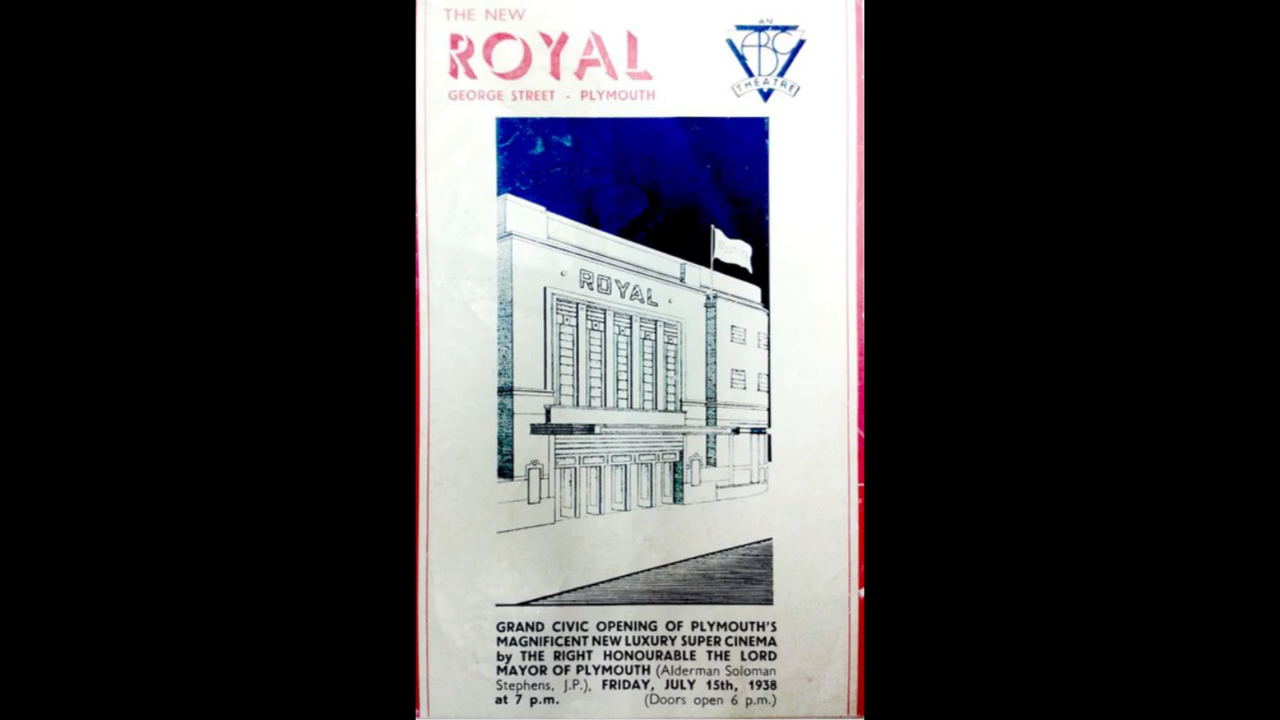 THE NEW
ROYAL
GEORGE STREET - PLYMOUTH
AN
ABC
THEATRE
ROYAL
GRAND CIVIC OPENING OF PLYMOUTH'S
MAGNIFICENT NEW LUXURY SUPER CINEMA
by THE RIGHT HONOURABLE THE LORD
MAYOR OF PLYMOUTH (Alderman Soloman
Stephens, J.P.), FRIDAY, JULY 15th, 1938
at 7 p.m. (Doors open 6 p.m.)